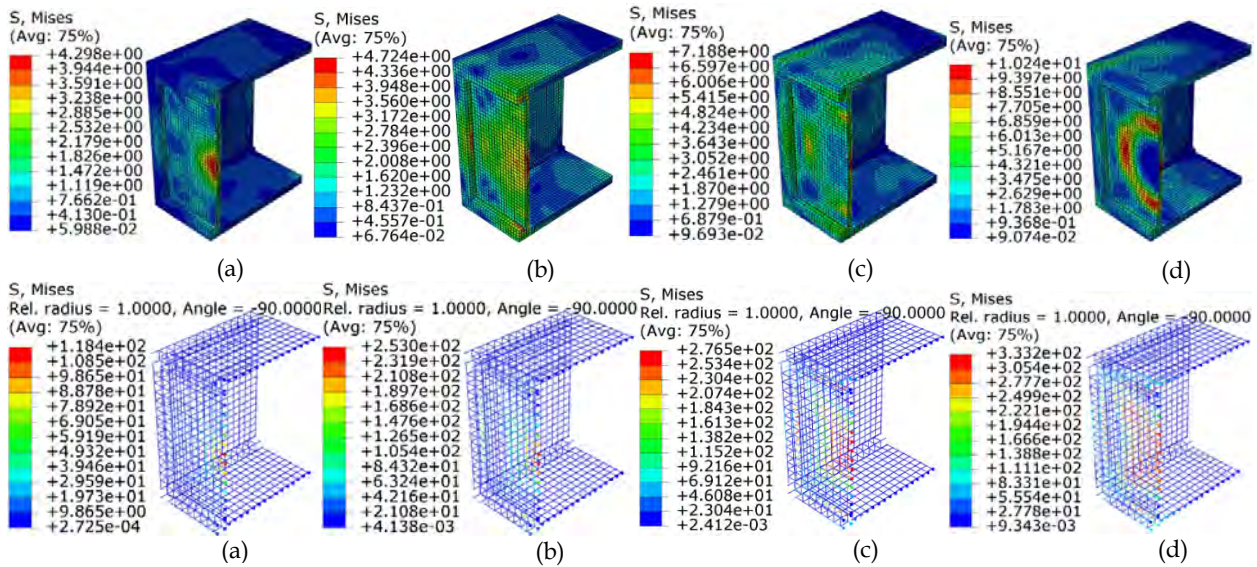 S, Mises
(Avg: 75%)
+4.298e+00
+3.944e+00
+3.591e+00
+3.238e+00
+2.885e+00
+2.532e+00
+2.179e+00
+1.826e+00
+1.472e+00
+1.119e+00
+7.662e-01
+4.130e-01
+5.988e-02
(a)
S, Mises
(Avg: 75%)
+4.724e+00
+4.336e+00
+3.948e+00
+3.560e+00
+3.172e+00
+2.784e+00
+2.396e+00
+2.008e+00
+1.620e+00
+1.232e+00
+8.437e-01
+4.557e-01
+6.764e-02
(b)
S, Mises
(Avg: 75%)
+7.188e+00
+6.597e+00
+6.006e+00
+5.415e+00
+4.824e+00
+4.234e+00
+3.643e+00
+3.052e+00
+2.461e+00
+1.870e+00
+1.279e+00
+6.879e-01
+9.693e-02
(c)
S, Mises
(Avg: 75%)
+1.024e+01
+9.397e+00
+8.551e+00
+7.705e+00
+6.859e+00
+6.013e+00
+5.167e+00
+4.321e+00
+3.475e+00
+2.629e+00
+1.783e+00
+9.368e-01
+9.074e-02
(d)
S, Mises
Rel. radius = 1.0000, Angle = -90.0000
(Avg: 75%)
+1.184e+02
+1.085e+02
+9.865e+01
+8.878e+01
+7.892e+01
+6.905e+01
+5.919e+01
+4.932e+01
+3.946e+01
+2.959e+01
+1.973e+01
+9.865e+00
+2.725e-04
(a)
S, Mises
Rel. radius = 1.0000, Angle = -90.0000
(Avg: 75%)
+2.530e+02
+2.319e+02
+2.108e+02
+1.897e+02
+1.686e+02
+1.476e+02
+1.265e+02
+1.054e+02
+8.432e+01
+6.324e+01
+4.216e+01
+2.108e+01
+4.138e-03
(b)
S, Mises
Rel. radius = 1.0000, Angle = -90.0000
(Avg: 75%)
+2.765e+02
+2.534e+02
+2.304e+02
+2.074e+02
+1.843e+02
+1.613e+02
+1.382e+02
+1.152e+02
+9.216e+01
+6.912e+01
+4.608e+01
+2.304e+01
+2.412e-03
(c)
S, Mises
Rel. radius = 1.0000, Angle = -90.0000
(Avg: 75%)
+3.332e+02
+3.054e+02
+2.777e+02
+2.499e+02
+2.221e+02
+1.944e+02
+1.666e+02
+1.388e+02
+1.111e+02
+8.331e+01
+5.554e+01
+2.778e+01
+9.343e-03
(d)